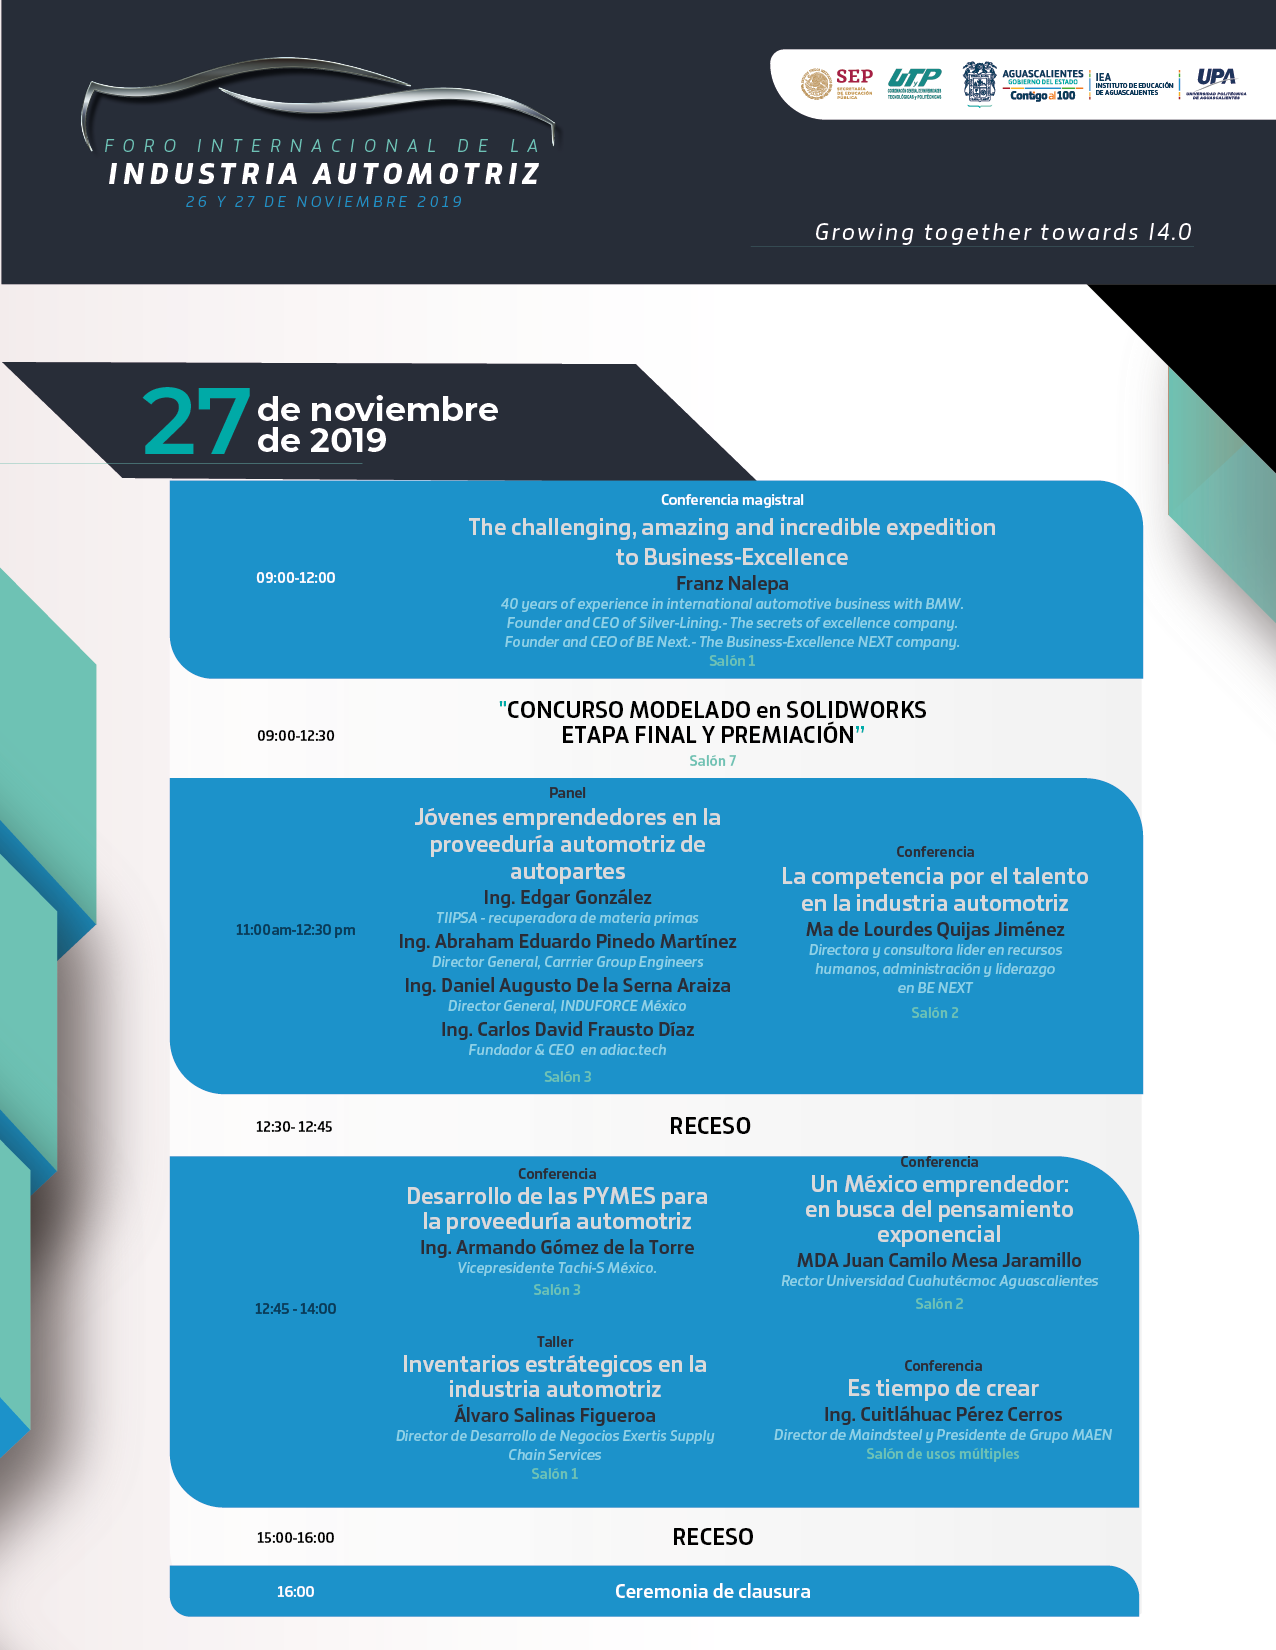 FORO INTERNACIONAL DE LA
INDUSTRIA AUTOMOTRIZ
26 Y 27 DE NOVIEMBRE 2019
SEP
SECRETARÍA
DE EDUCACIÓN
PÚBLICA
UTP
COORDINACIÓN GENERAL DE UNIVERSIDADES
TECNOLÓGICAS y POLITÉCNICAS
AGUASCALIENTES
GOBIERNO DEL ESTADO
Contigo al 100
IEA
INSTITUTO DE EDUCACIÓN
DE AGUASCALIENTES
UPA
UNIVERSIDAD POLITÉCNICA
DE AGUASCALIENTES
Growing together towards I4.0
27 de noviembre
de 2019
Conferencia magistral
The challenging, amazing and incredible expedition
to Business-Excellence
09:00-12:00
Franz Nalepa
40 years of experience in international automotive business with BMW.
Founder and CEO of Silver-Lining.- The secrets of excellence company.
Founder and CEO of BE Next.- The Business-Excellence NEXT company.
Salón 1
09:00-12:30
"CONCURSO MODELADO en SOLIDWORKS
ETAPA FINAL Y PREMIACIÓN”
Salón 7
11:00am-12:30 pm
Panel
Jóvenes emprendedores en la
proveeduría automotriz de
autopartes
Ing. Edgar González
TIIPSA - recuperadora de materia primas
Ing. Abraham Eduardo Pinedo Martínez
Director General, Carrrier Group Engineers
Ing. Daniel Augusto De la Serna Araiza
Director General, INDUFORCE México
Ing. Carlos David Frausto Díaz
Fundador & CEO en adiac.tech
Salón 3
Conferencia
La competencia por el talento
en la industria automotriz
Ma de Lourdes Quijas Jiménez
Directora y consultora lider en recursos
humanos, administración y liderazgo
en BE NEXT
Salón 2
12:30- 12:45
RECESO
12:45 - 14:00
Conferencia
Desarrollo de las PYMES para
la proveeduría automotriz
Ing. Armando Gómez de la Torre
Vicepresidente Tachi-S México.
Salón 3
Conferencia
Un México emprendedor:
en busca del pensamiento
exponencial
MDA Juan Camilo Mesa Jaramillo
Rector Universidad Cuahutécmoc Aguascalientes
Salón 2
Taller
Inventarios estrátegicos en la
industria automotriz
Álvaro Salinas Figueroa
Director de Desarrollo de Negocios Exertis Supply
Chain Services
Salón 1
Conferencia
Es tiempo de crear
Ing. Cuitláhuac Pérez Cerros
Director de Maindsteel y Presidente de Grupo MAEN
Salón de usos múltiples
15:00-16:00
RECESO
16:00
Ceremonia de clausura